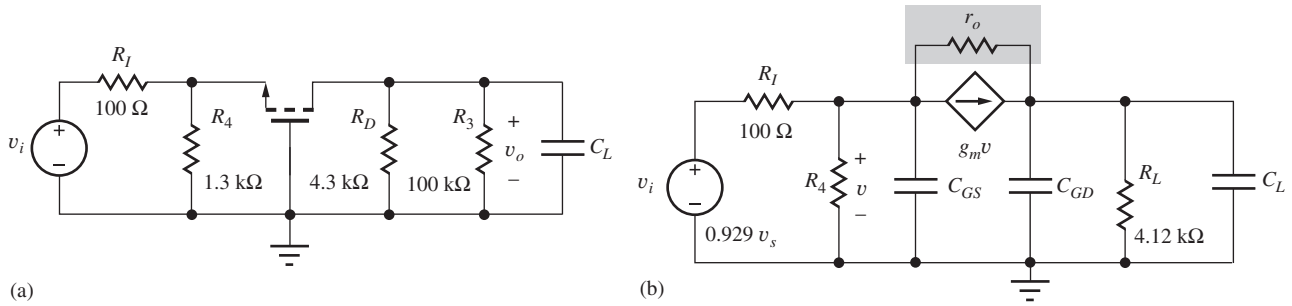 R_I
100 Ω
v_i
+
−
R_4
1.3 kΩ
R_D
4.3 kΩ
R_3
100 kΩ
+
v_o
−
C_L
(a)
r_o
R_I
100 Ω
v_i
+
−
0.929 v_s
R_4
+
v
−
C_GS
g_m v
C_GD
R_L
4.12 kΩ
C_L
(b)